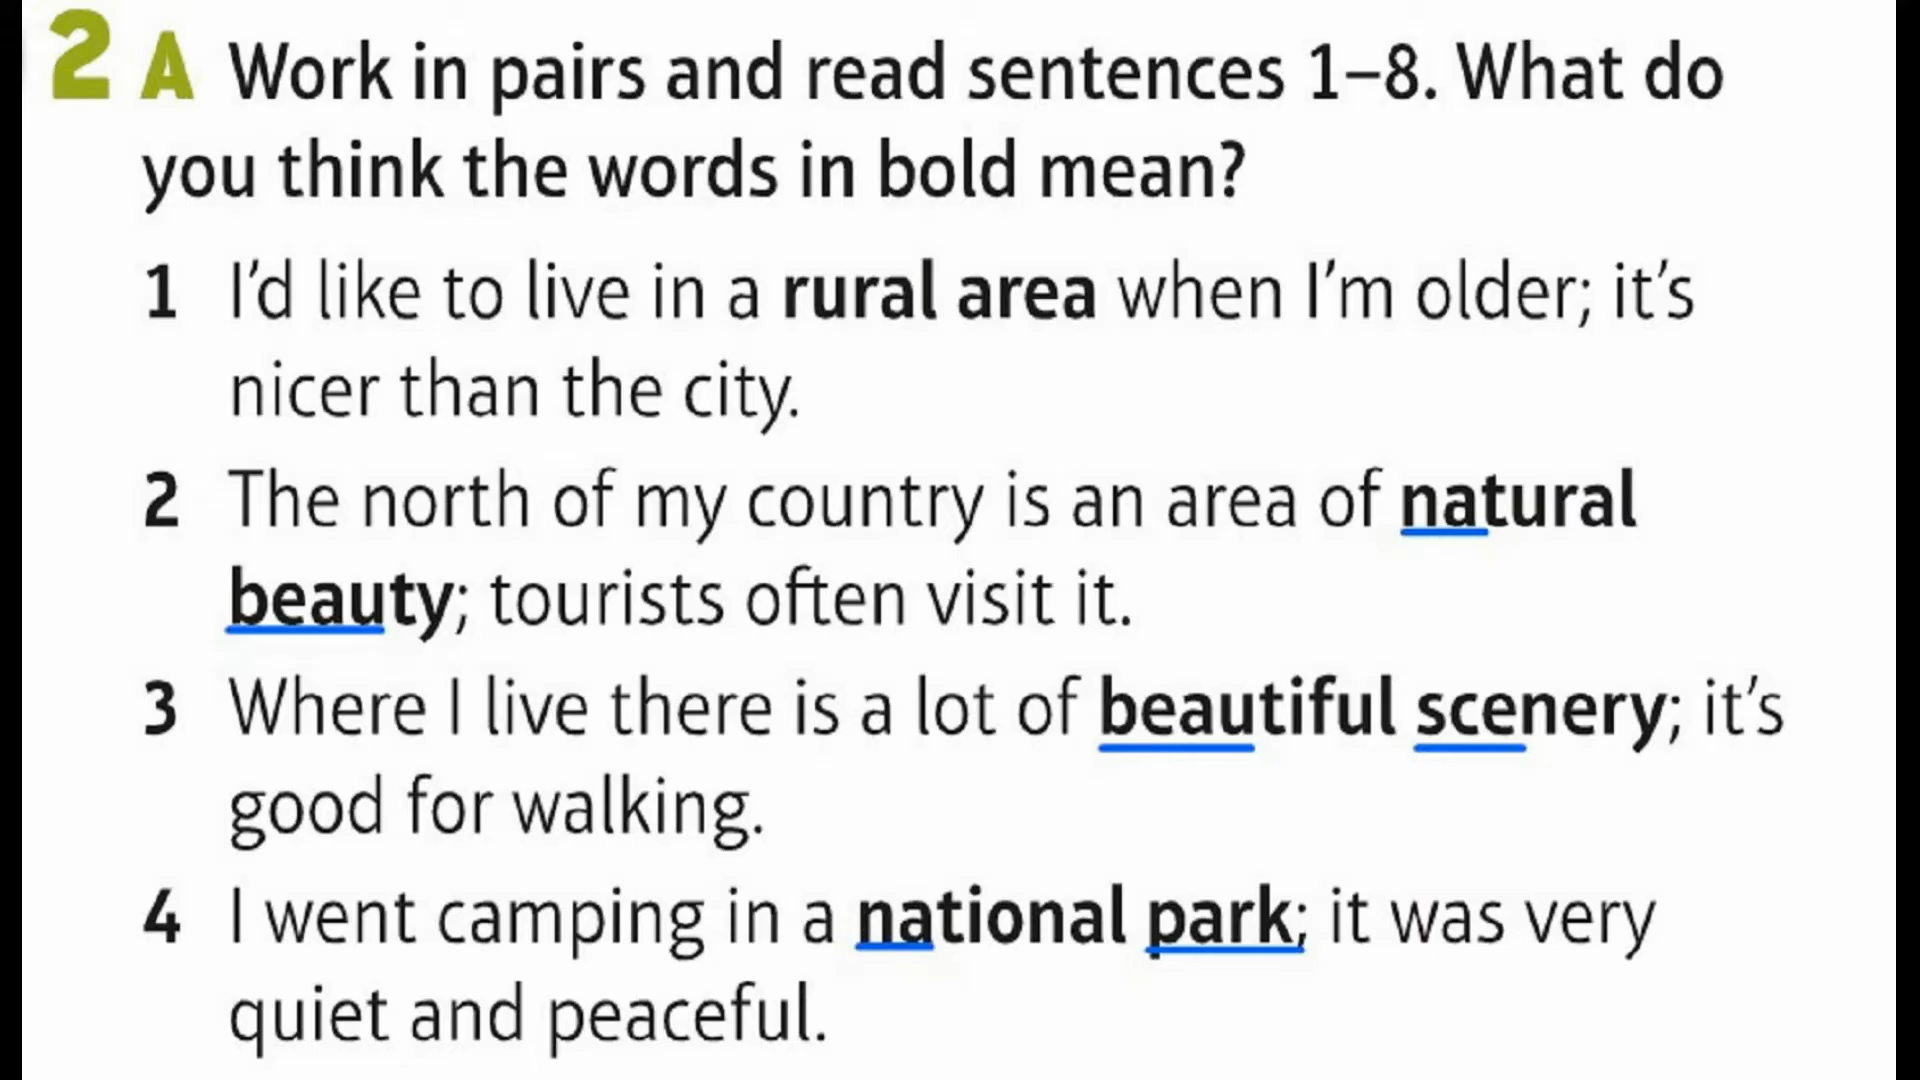 2 A Work in pairs and read sentences 1–8. What do
you think the words in bold mean?
1 I’d like to live in a rural area when I’m older; it’s
nicer than the city.
2 The north of my country is an area of natural
beauty; tourists often visit it.
3 Where I live there is a lot of beautiful scenery; it’s
good for walking.
4 I went camping in a national park; it was very
quiet and peaceful.